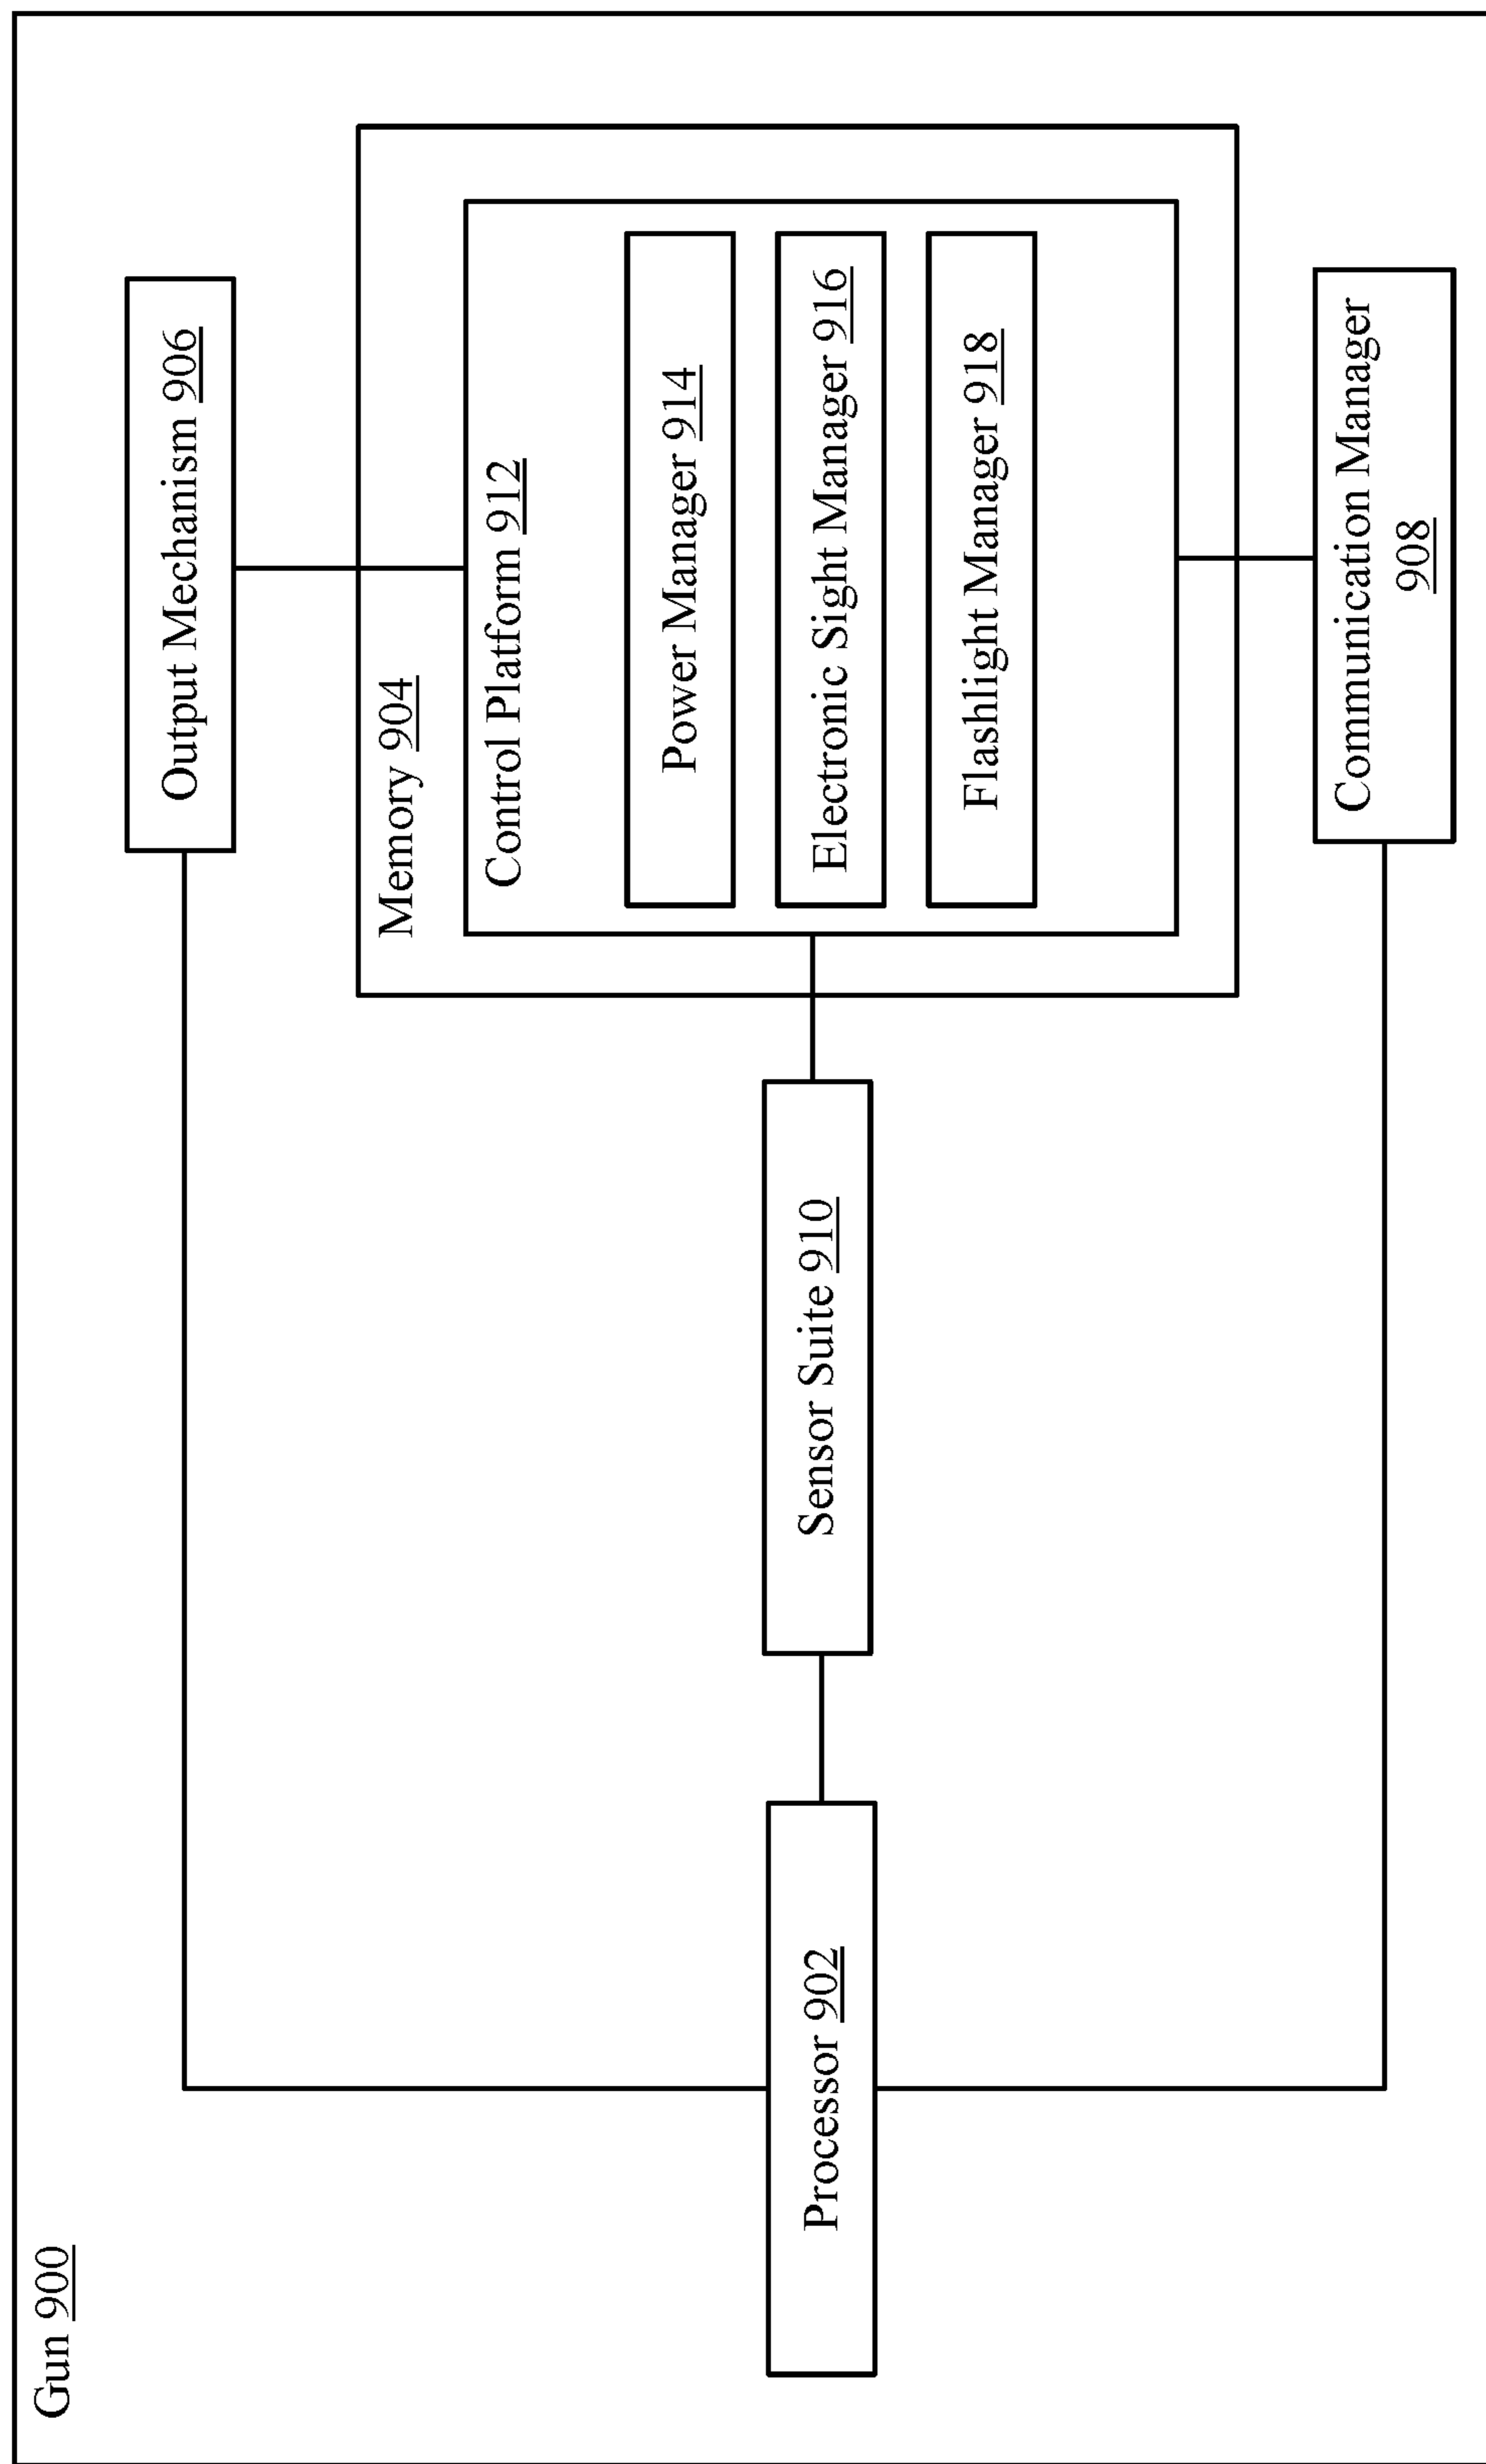 Gun 900
Output Mechanism 906
Memory 904
Control Platform 912
Power Manager 914
Electronic Sight Manager 916
Flashlight Manager 918
Sensor Suite 910
Processor 902
Communication Manager
908